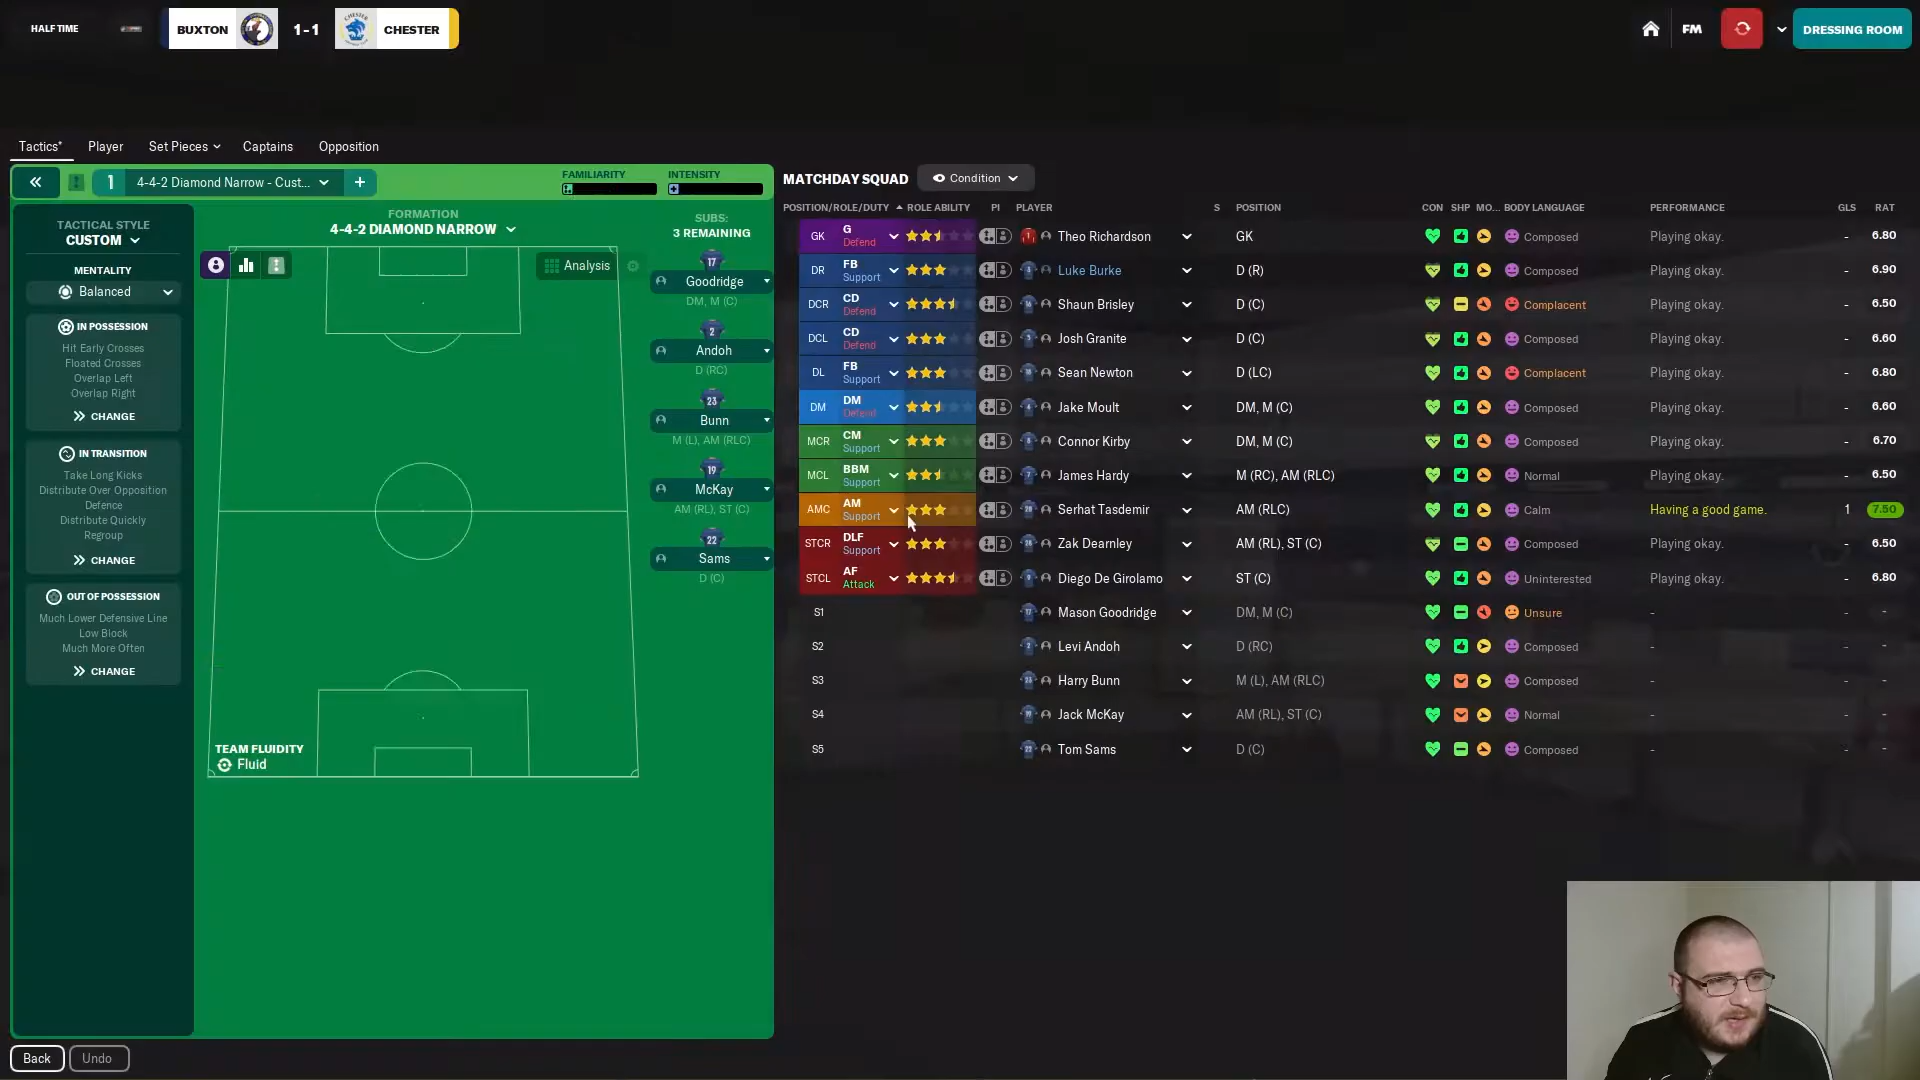 HALF TIME
BUXTON
1 - 1
CHESTER
FM
DRESSING ROOM
Tactics*
Player
Set Pieces
Captains
Opposition
1
4-4-2 Diamond Narrow - Cust...
+
FAMILIARITY
INTENSITY
TACTICAL STYLE
CUSTOM
MENTALITY
Balanced
IN POSSESSION
Hit Early Crosses
Floated Crosses
Overlap Left
Overlap Right
CHANGE
IN TRANSITION
Take Long Kicks
Distribute Over Opposition
Defence
Distribute Quickly
Regroup
CHANGE
OUT OF POSSESSION
Much Lower Defensive Line
Low Block
Much More Often
CHANGE
FORMATION
4-4-2 DIAMOND NARROW
Analysis
TEAM FLUIDITY
Fluid
SUBS:
3 REMAINING
17
Goodridge
DM, M (C)
2
Andoh
D (RC)
23
Bunn
M (L), AM (RLC)
19
McKay
AM (RL), ST (C)
22
Sams
D (C)
MATCHDAY SQUAD
Condition
POSITION/ROLE/DUTY ROLE ABILITY PI PLAYER S POSITION CON SHP MO... BODY LANGUAGE PERFORMANCE GLS RAT
GK G Defend Theo Richardson GK Composed Playing okay. - 6.80
DR FB Support Luke Burke D (R) Composed Playing okay. - 6.90
DCR CD Defend Shaun Brisley D (C) Complacent Playing okay. - 6.50
DCL CD Defend Josh Granite D (C) Composed Playing okay. - 6.60
DL FB Support Sean Newton D (LC) Complacent Playing okay. - 6.80
DM DM Defend Jake Moult DM, M (C) Composed Playing okay. - 6.60
MCR CM Support Connor Kirby DM, M (C) Composed Playing okay. - 6.70
MCL BBM Support James Hardy M (RC), AM (RLC) Normal Playing okay. - 6.50
AMC AM Support Serhat Tasdemir AM (RLC) Calm Having a good game. 1 7.50
STCR DLF Support Zak Dearnley AM (RL), ST (C) Composed Playing okay. - 6.50
STCL AF Attack Diego De Girolamo ST (C) Uninterested Playing okay. - 6.80
S1 Mason Goodridge DM, M (C) Unsure - - -
S2 Levi Andoh D (RC) Composed - - -
S3 Harry Bunn M (L), AM (RLC) Composed - - -
S4 Jack McKay AM (RL), ST (C) Normal - - -
S5 Tom Sams D (C) Composed - - -
Back
Undo